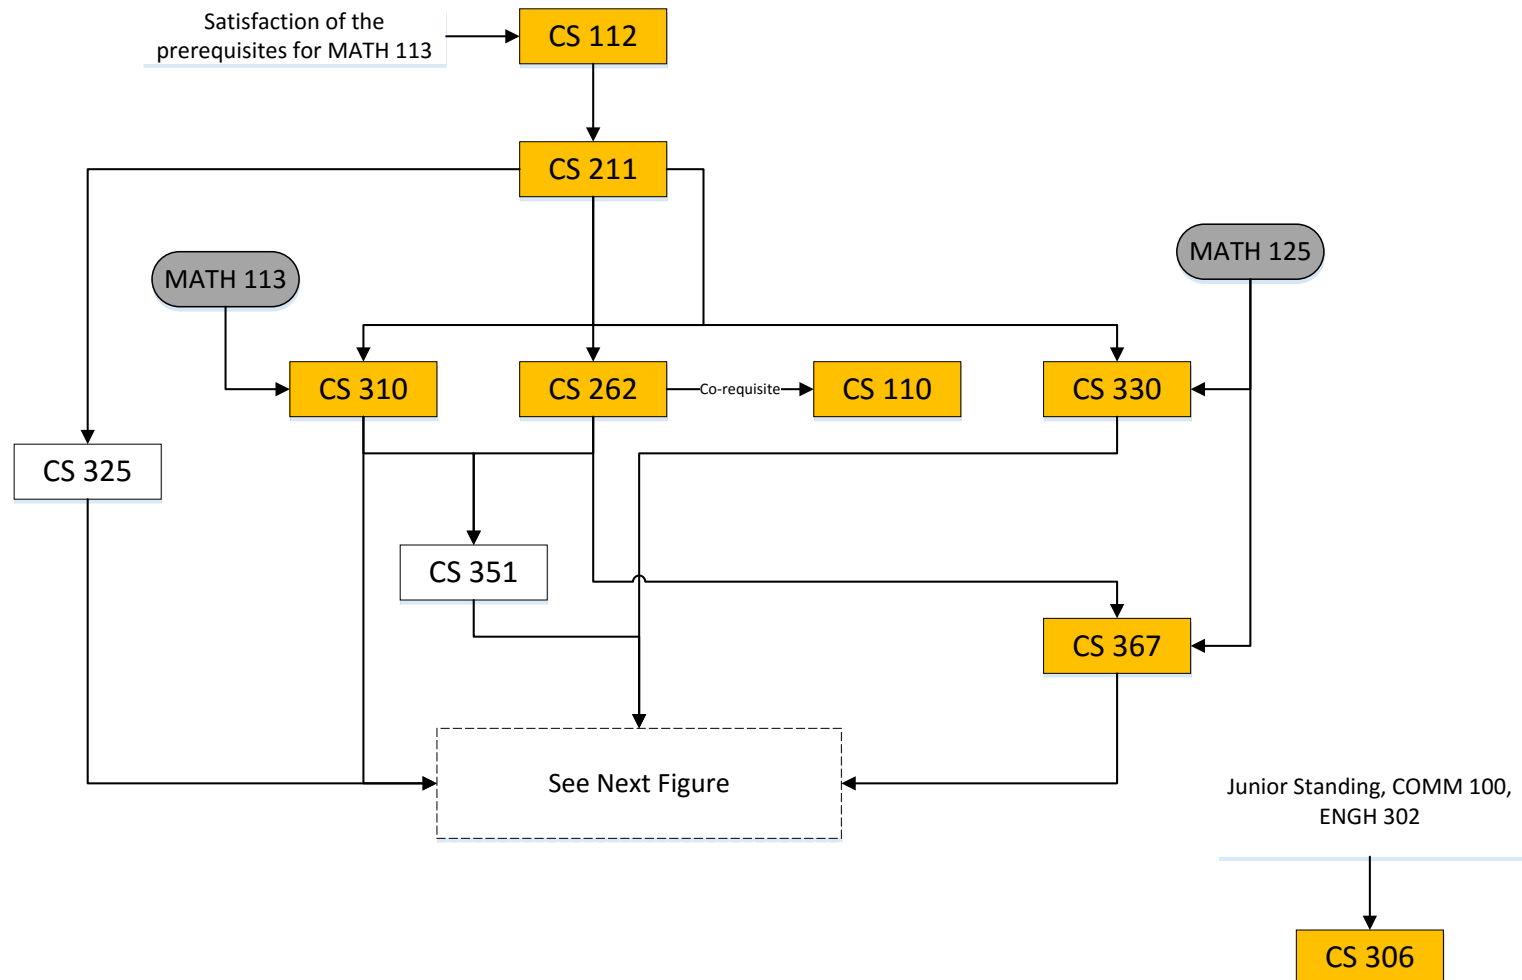 Satisfaction of the
prerequisites for MATH 113
CS 112
CS 211
MATH 125
MATH 113
CS 310
CS 262
Co-requisite
CS 110
CS 330
CS 325
CS 351
CS 367
See Next Figure
Junior Standing, COMM 100,
ENGH 302
CS 306